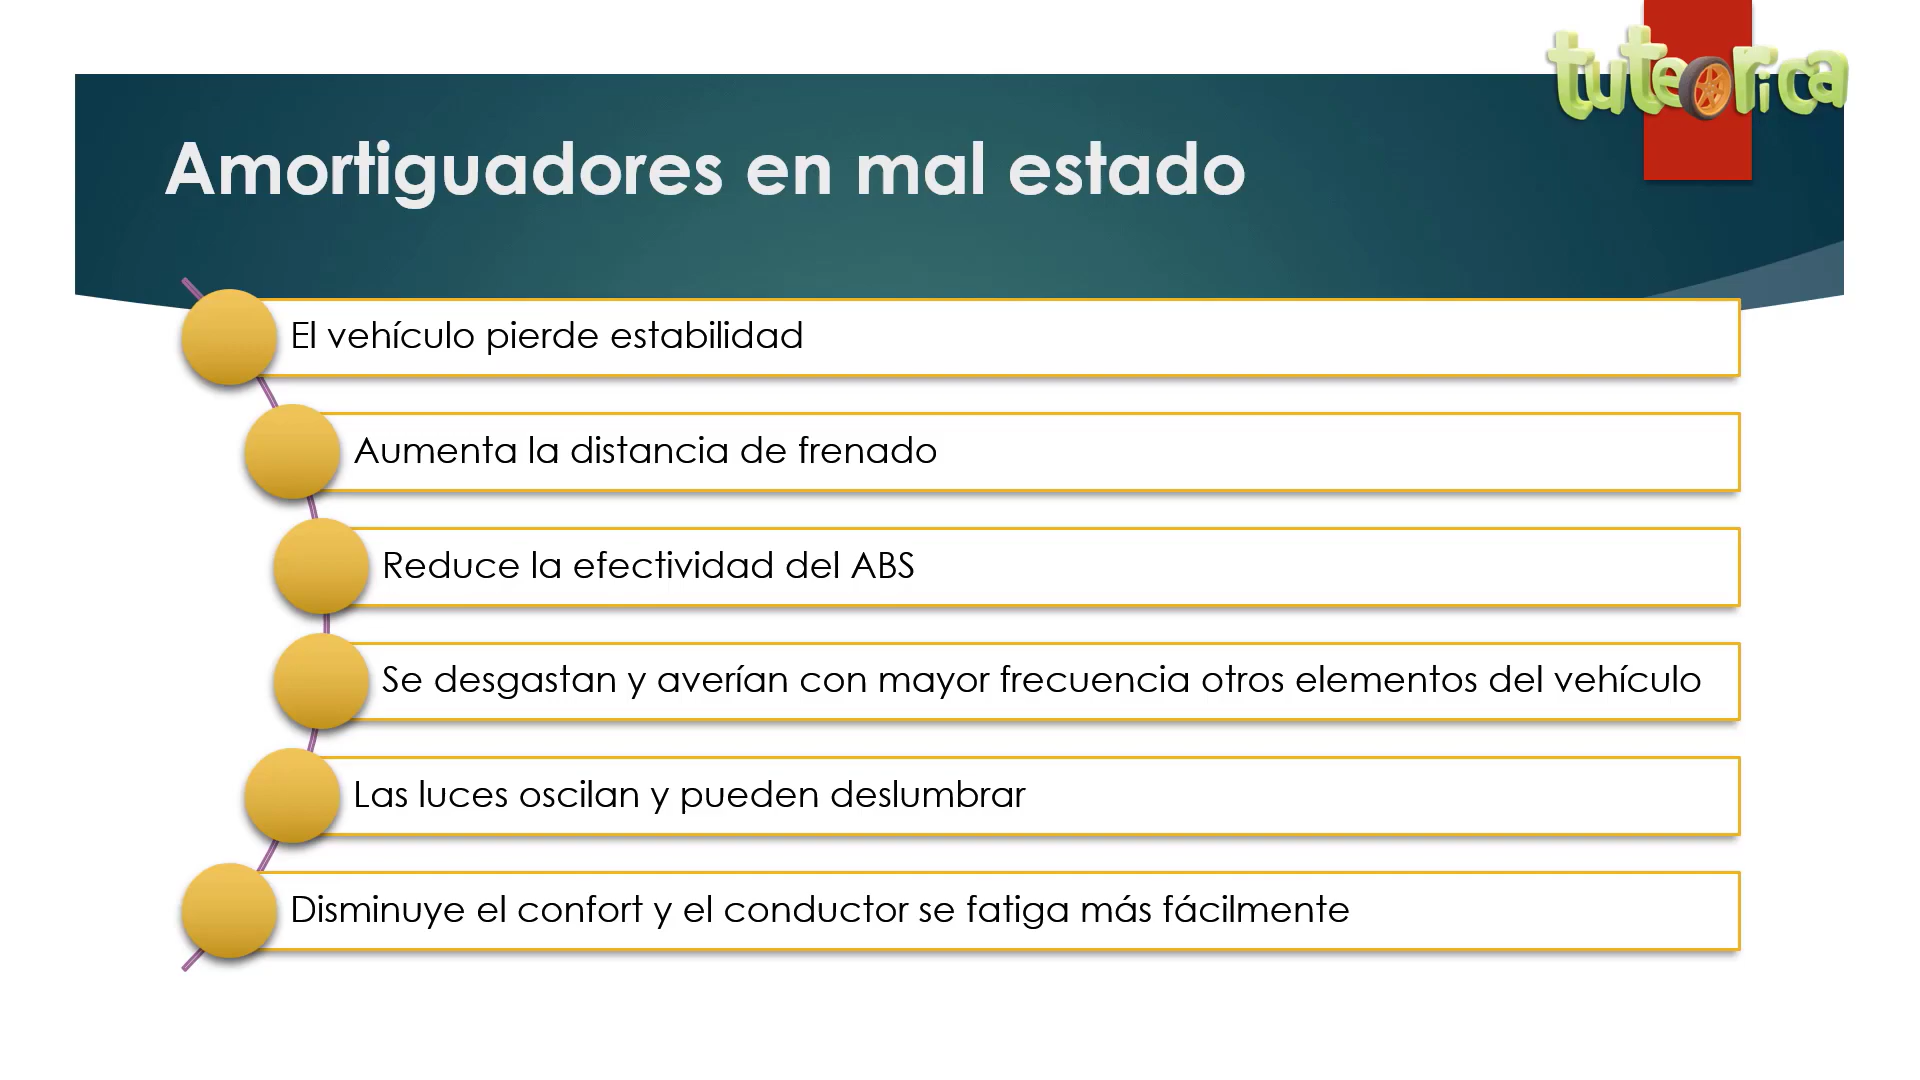 tuteorica
Amortiguadores en mal estado
El vehículo pierde estabilidad
Aumenta la distancia de frenado
Reduce la efectividad del ABS
Se desgastan y averían con mayor frecuencia otros elementos del vehículo
Las luces oscilan y pueden deslumbrar
Disminuye el confort y el conductor se fatiga más fácilmente